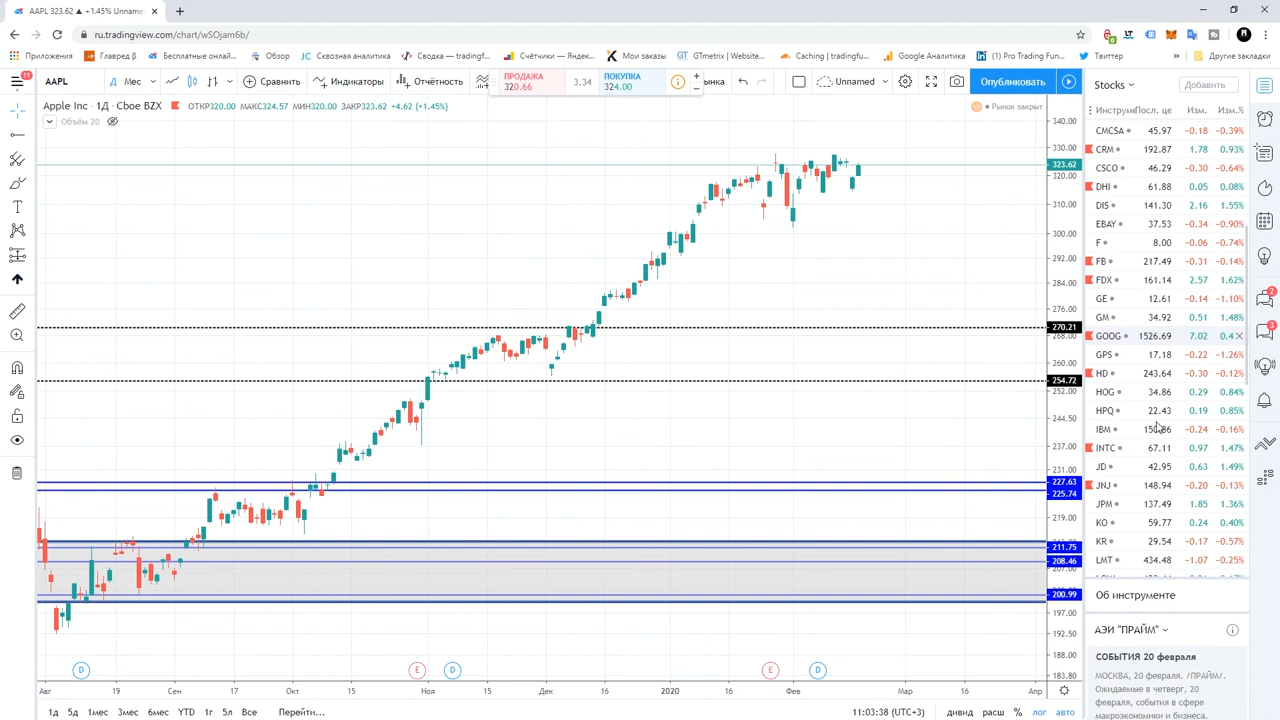 AAPL 323.62 ▲ +1.45% Unname
ru.tradingview.com/chart/wSOjam6b/
Приложения
Главред β
Бесплатные онлай...
Обзор
Сквозная аналитика
Сводка — trading...
Счётчики — Яндек...
Мои заказы
GTmetrix | Website...
Caching | tradingfu...
Google Аналитика
(1) Pro Trading Fun...
Твиттер
»
Другие закладки
11
AAPL
Д Мес
Сравнить
Индикаторы
Отчётность
ПРОДАЖА
320.66
3.34
ПОКУПКА
324.00
Unnamed
Опубликовать
Apple Inc • 1Д • Cboe BZX
ОТКР320.00 МАКС324.57 МИН320.00 ЗАКР323.62 +4.62 (+1.45%)
Рынок закрыт
Объём 20
340.00
330.00
323.62
320.00
310.00
300.00
292.00
284.00
276.00
270.21
268.00
260.00
254.72
252.00
244.50
237.00
231.00
227.63
225.74
219.00
211.75
208.46
200.99
197.00
192.50
188.00
183.80
D
E
D
E
D
Авг 19 Сен 17 Окт 15 Ноя 15 Дек 16 2020 16 Фев Мар 16 Апр
1д 5д 1мес 3мес 6мес YTD 1г 5л Все Перейти...
11:03:38 (UTC+3) дивид расш % лог авто
Stocks
Добавить
Инструм Посл. це Изм. Изм.%
CMCSA 45.97 −0.18 −0.39%
CRM 192.87 1.78 0.93%
CSCO 46.29 −0.30 −0.64%
DHI 61.88 0.05 0.08%
DIS 141.30 2.16 1.55%
EBAY 37.53 −0.34 −0.90%
F 8.00 −0.06 −0.74%
FB 217.49 −0.31 −0.14%
FDX 161.14 2.57 1.62%
GE 12.61 −0.14 −1.10%
GM 34.92 0.51 1.48%
GOOG 1526.69 7.02 0.4
GPS 17.18 −0.22 −1.26%
HD 243.64 −0.30 −0.12%
HOG 34.86 0.29 0.84%
HPQ 22.43 0.19 0.85%
IBM 150.86 −0.24 −0.16%
INTC 67.11 0.97 1.47%
JD 42.95 0.63 1.49%
JNJ 148.94 −0.20 −0.13%
JPM 137.49 1.85 1.36%
KO 59.77 0.24 0.40%
KR 29.54 −0.17 −0.57%
LMT 434.48 −1.07 −0.25%
Об инструменте
АЭИ "ПРАЙМ"
СОБЫТИЯ 20 февраля
МОСКВА, 20 февраля. /ПРАЙМ/.
Ожидаемые в четверг, 20
февраля, события в сфере
макроэкономики и бизнеса.
2
3